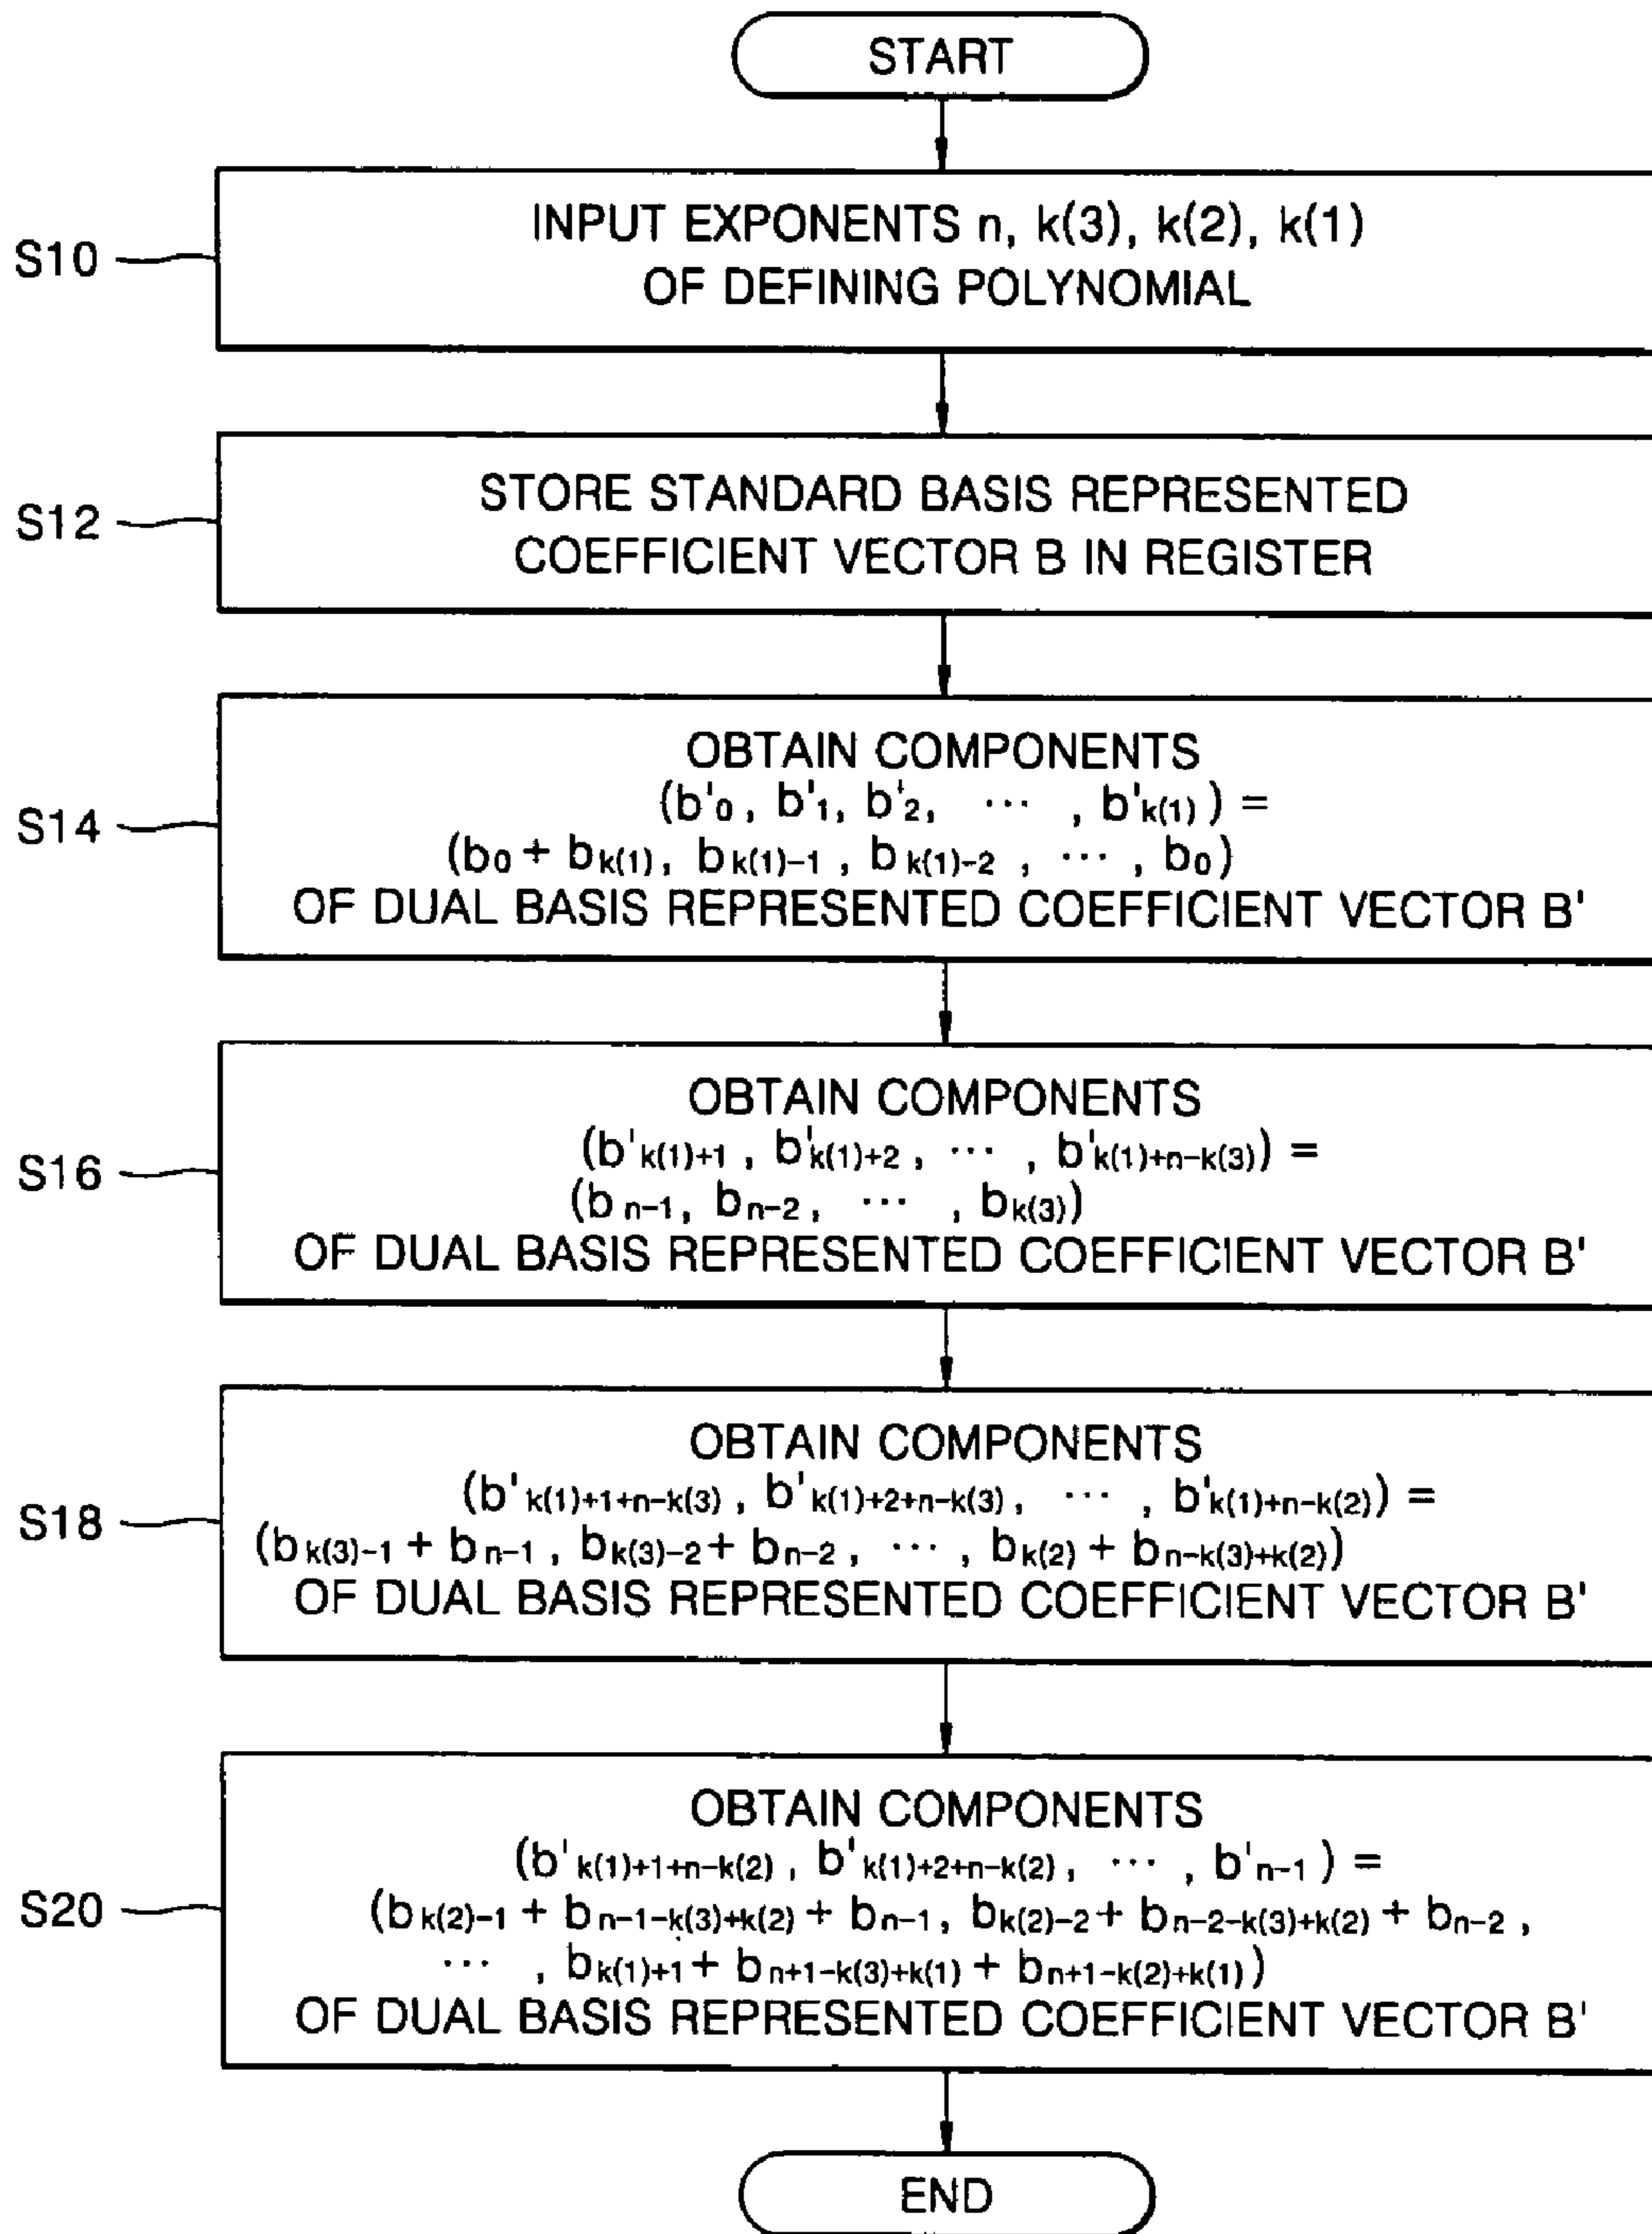 START
S10
INPUT EXPONENTS n, k(3), k(2), k(1)
OF DEFINING POLYNOMIAL
S12
STORE STANDARD BASIS REPRESENTED
COEFFICIENT VECTOR B IN REGISTER
S14
OBTAIN COMPONENTS
(b'0, b'1, b'2, ⋯ , b'k(1)) =
(b0 + bk(1), bk(1)-1, bk(1)-2, ⋯ , b0)
OF DUAL BASIS REPRESENTED COEFFICIENT VECTOR B'
S16
OBTAIN COMPONENTS
(b'k(1)+1, b'k(1)+2, ⋯ , b'k(1)+n-k(3)) =
(bn-1, bn-2, ⋯ , bk(3))
OF DUAL BASIS REPRESENTED COEFFICIENT VECTOR B'
S18
OBTAIN COMPONENTS
(b'k(1)+1+n-k(3), b'k(1)+2+n-k(3), ⋯ , b'k(1)+n-k(2)) =
(bk(3)-1 + bn-1, bk(3)-2 + bn-2, ⋯ , bk(2) + bn-k(3)+k(2))
OF DUAL BASIS REPRESENTED COEFFICIENT VECTOR B'
S20
OBTAIN COMPONENTS
(b'k(1)+1+n-k(2), b'k(1)+2+n-k(2), ⋯ , b'n-1) =
(bk(2)-1 + bn-1-k(3)+k(2) + bn-1, bk(2)-2 + bn-2-k(3)+k(2) + bn-2,
⋯ , bk(1)+1 + bn+1-k(3)+k(1) + bn+1-k(2)+k(1))
OF DUAL BASIS REPRESENTED COEFFICIENT VECTOR B'
END